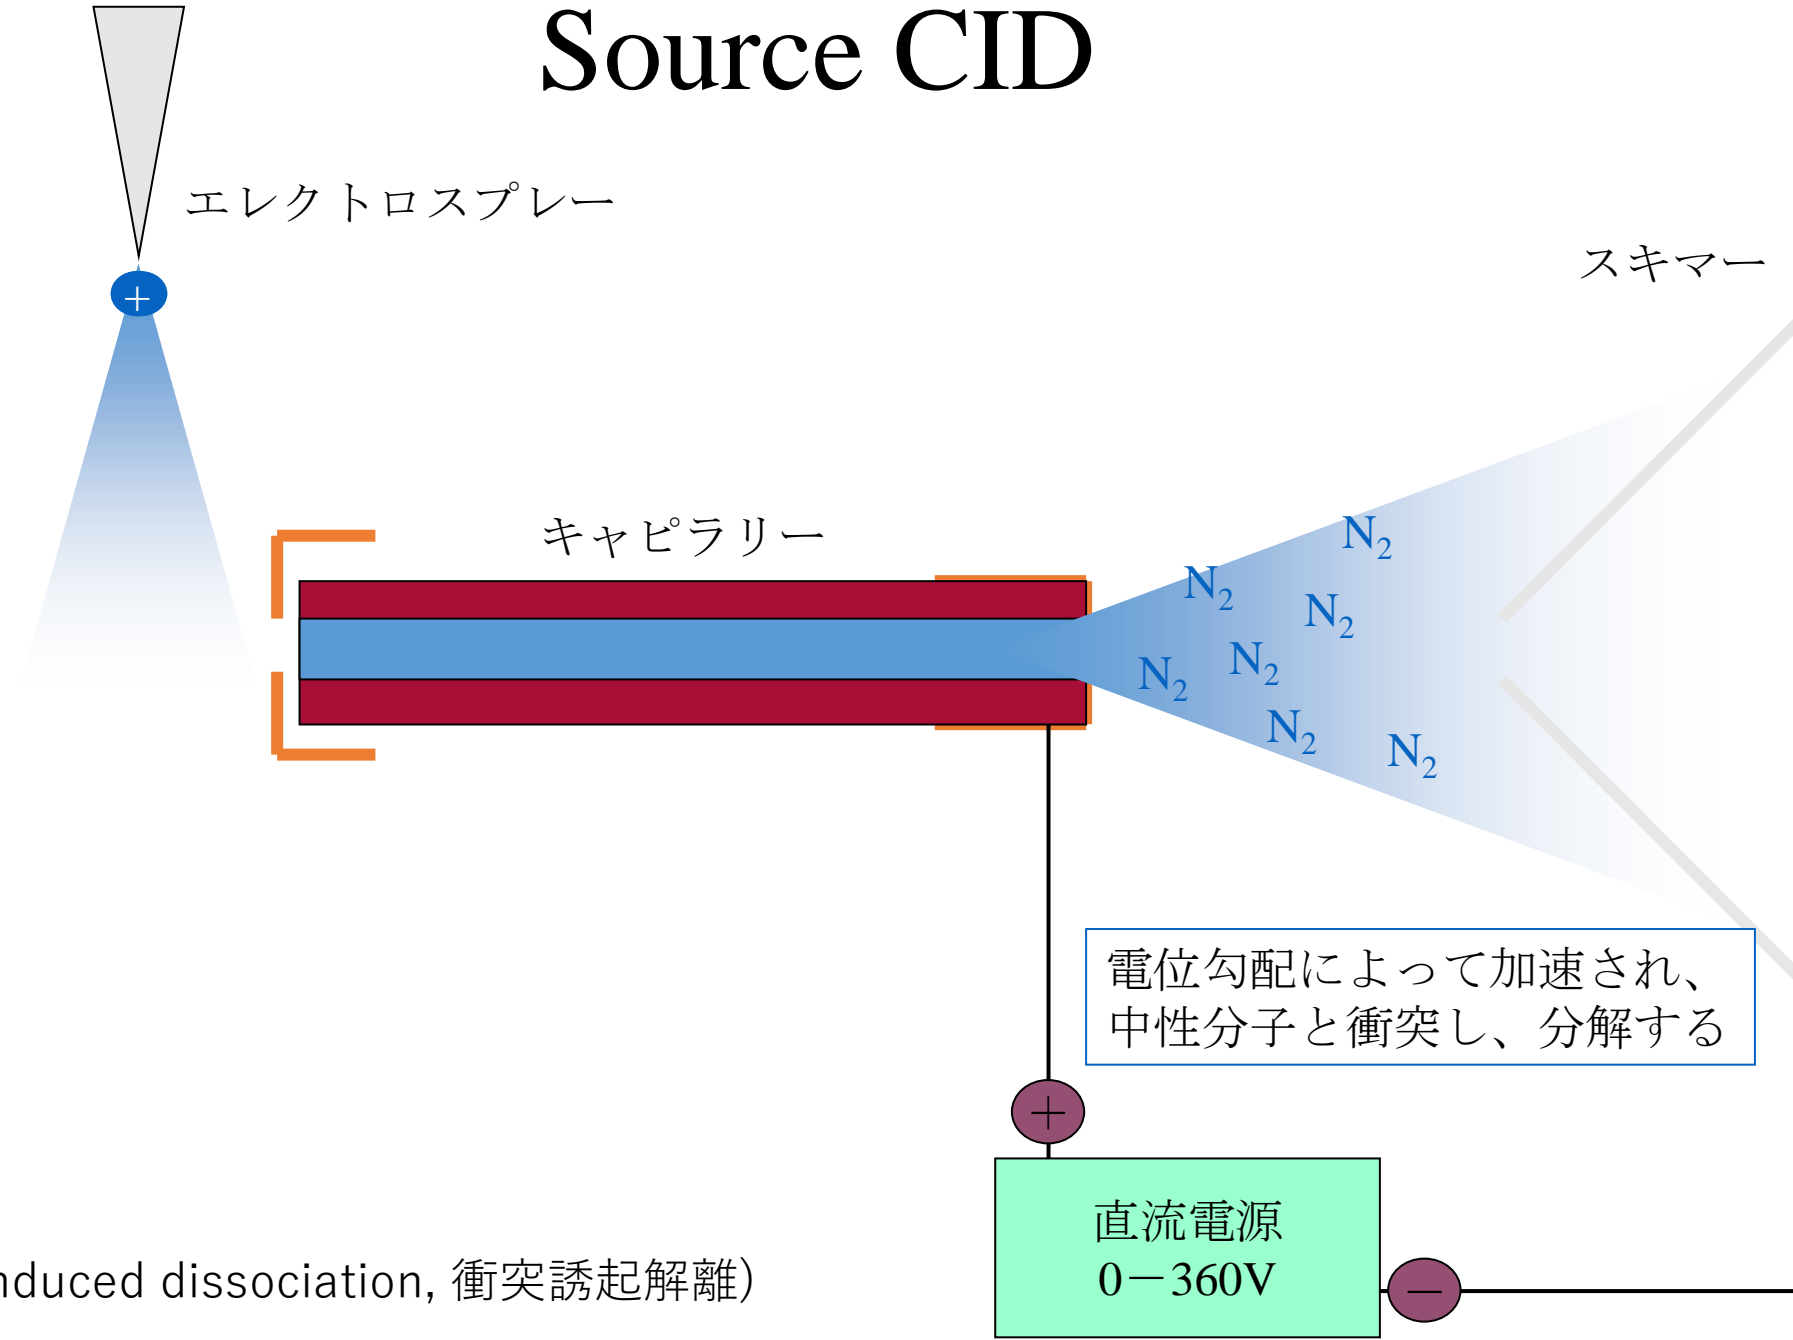 Source CID
エレクトロスプレー
+
スキマー
キャピラリー
N₂
N₂
N₂
N₂
N₂
N₂
N₂
電位勾配によって加速され、
中性分子と衝突し、分解する
+
直流電源
0－360V
－
dissociation, 衝突誘起解離）